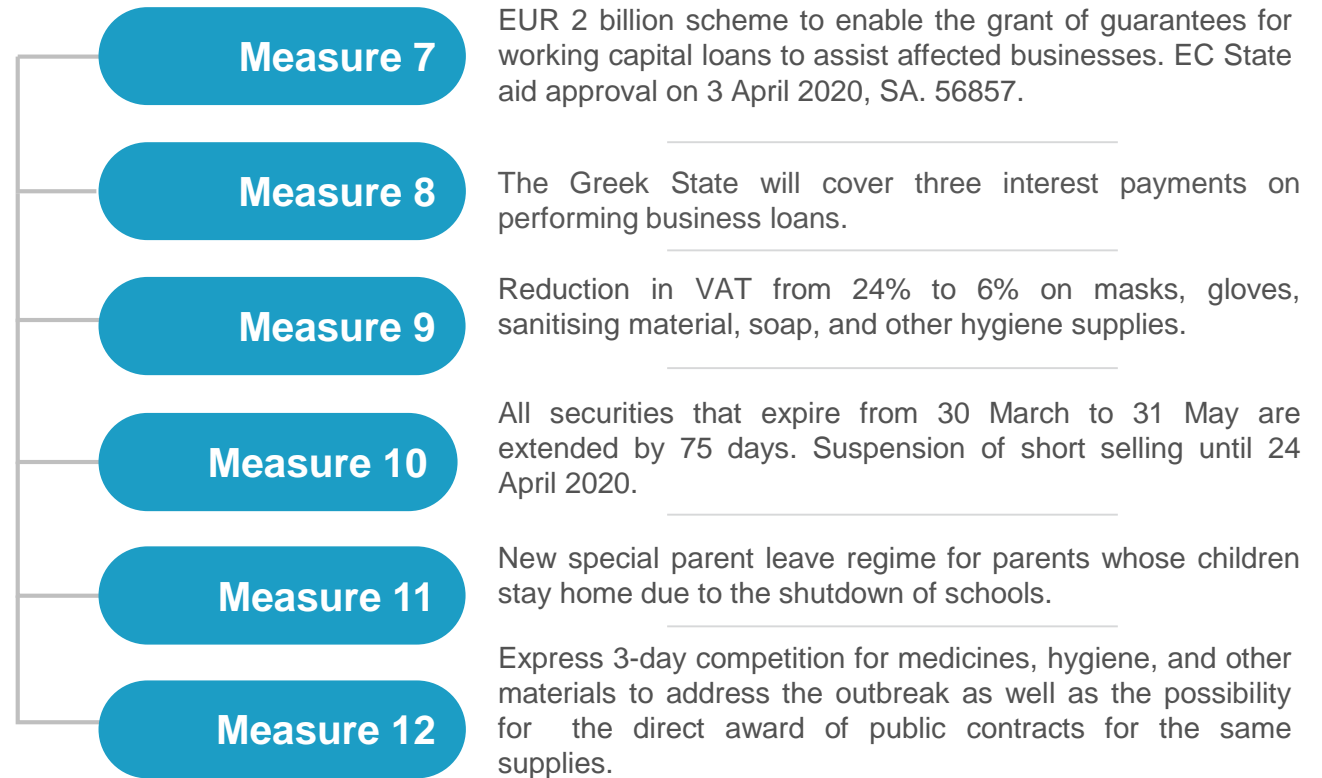 Measure 7
EUR 2 billion scheme to enable the grant of guarantees for
working capital loans to assist affected businesses. EC State
aid approval on 3 April 2020, SA. 56857.
Measure 8
The Greek State will cover three interest payments on
performing business loans.
Measure 9
Reduction in VAT from 24% to 6% on masks, gloves,
sanitising material, soap, and other hygiene supplies.
Measure 10
All securities that expire from 30 March to 31 May are
extended by 75 days. Suspension of short selling until 24
April 2020.
Measure 11
New special parent leave regime for parents whose children
stay home due to the shutdown of schools.
Measure 12
Express 3-day competition for medicines, hygiene, and other
materials to address the outbreak as well as the possibility
for the direct award of public contracts for the same
supplies.